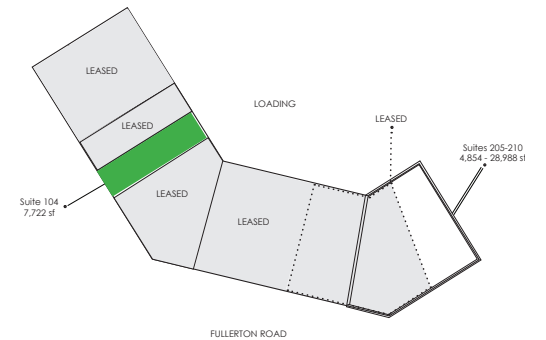 LEASED
LOADING
LEASED
LEASED
Suites 205-210
4,854 - 28,988 sf
LEASED
Suite 104
7,722 sf
LEASED
FULLERTON ROAD